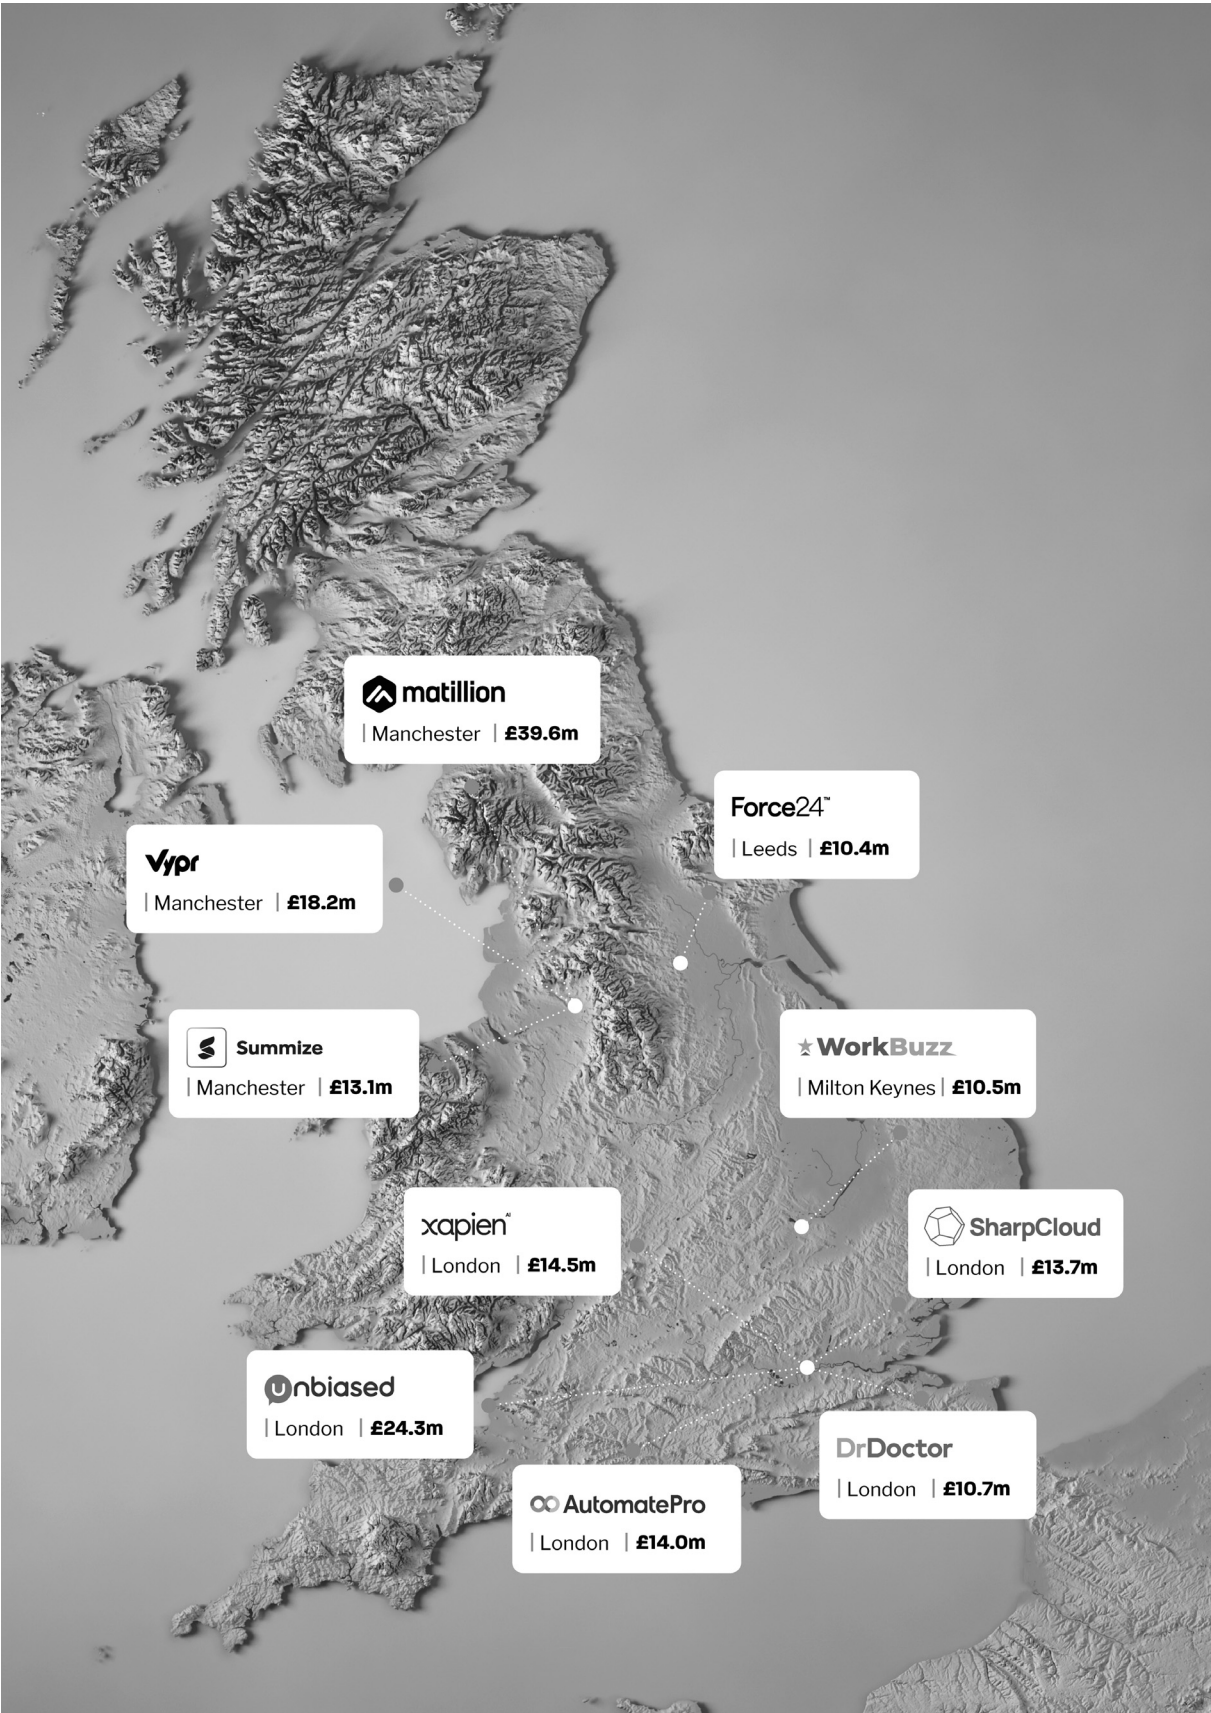 matillion
Manchester | £39.6m
Force24™
Leeds | £10.4m
Vypr
Manchester | £18.2m
Summize
Manchester | £13.1m
WorkBuzz
Milton Keynes | £10.5m
xapien AI
London | £14.5m
SharpCloud
London | £13.7m
unbiased
London | £24.3m
DrDoctor
London | £10.7m
AutomatePro
London | £14.0m